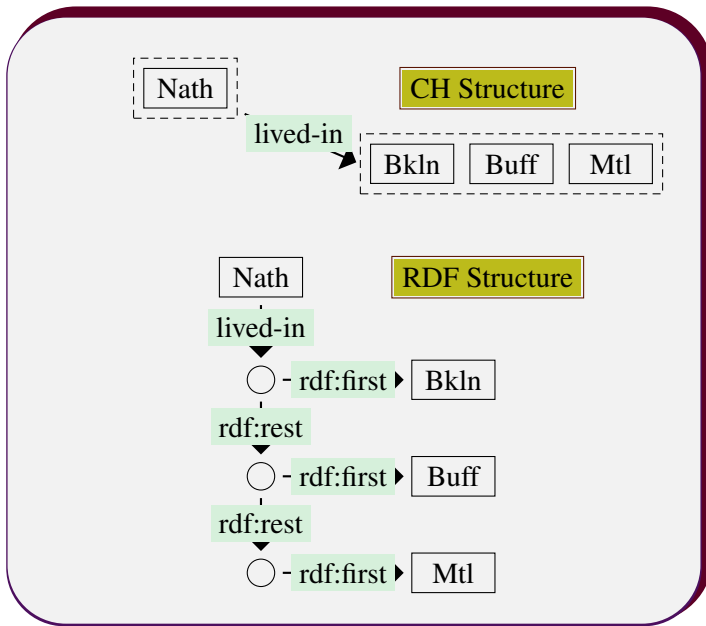 Nath
CH Structure
lived-in
Bkln Buff Mtl
Nath
RDF Structure
lived-in
rdf:first
Bkln
rdf:rest
rdf:first
Buff
rdf:rest
rdf:first
Mtl